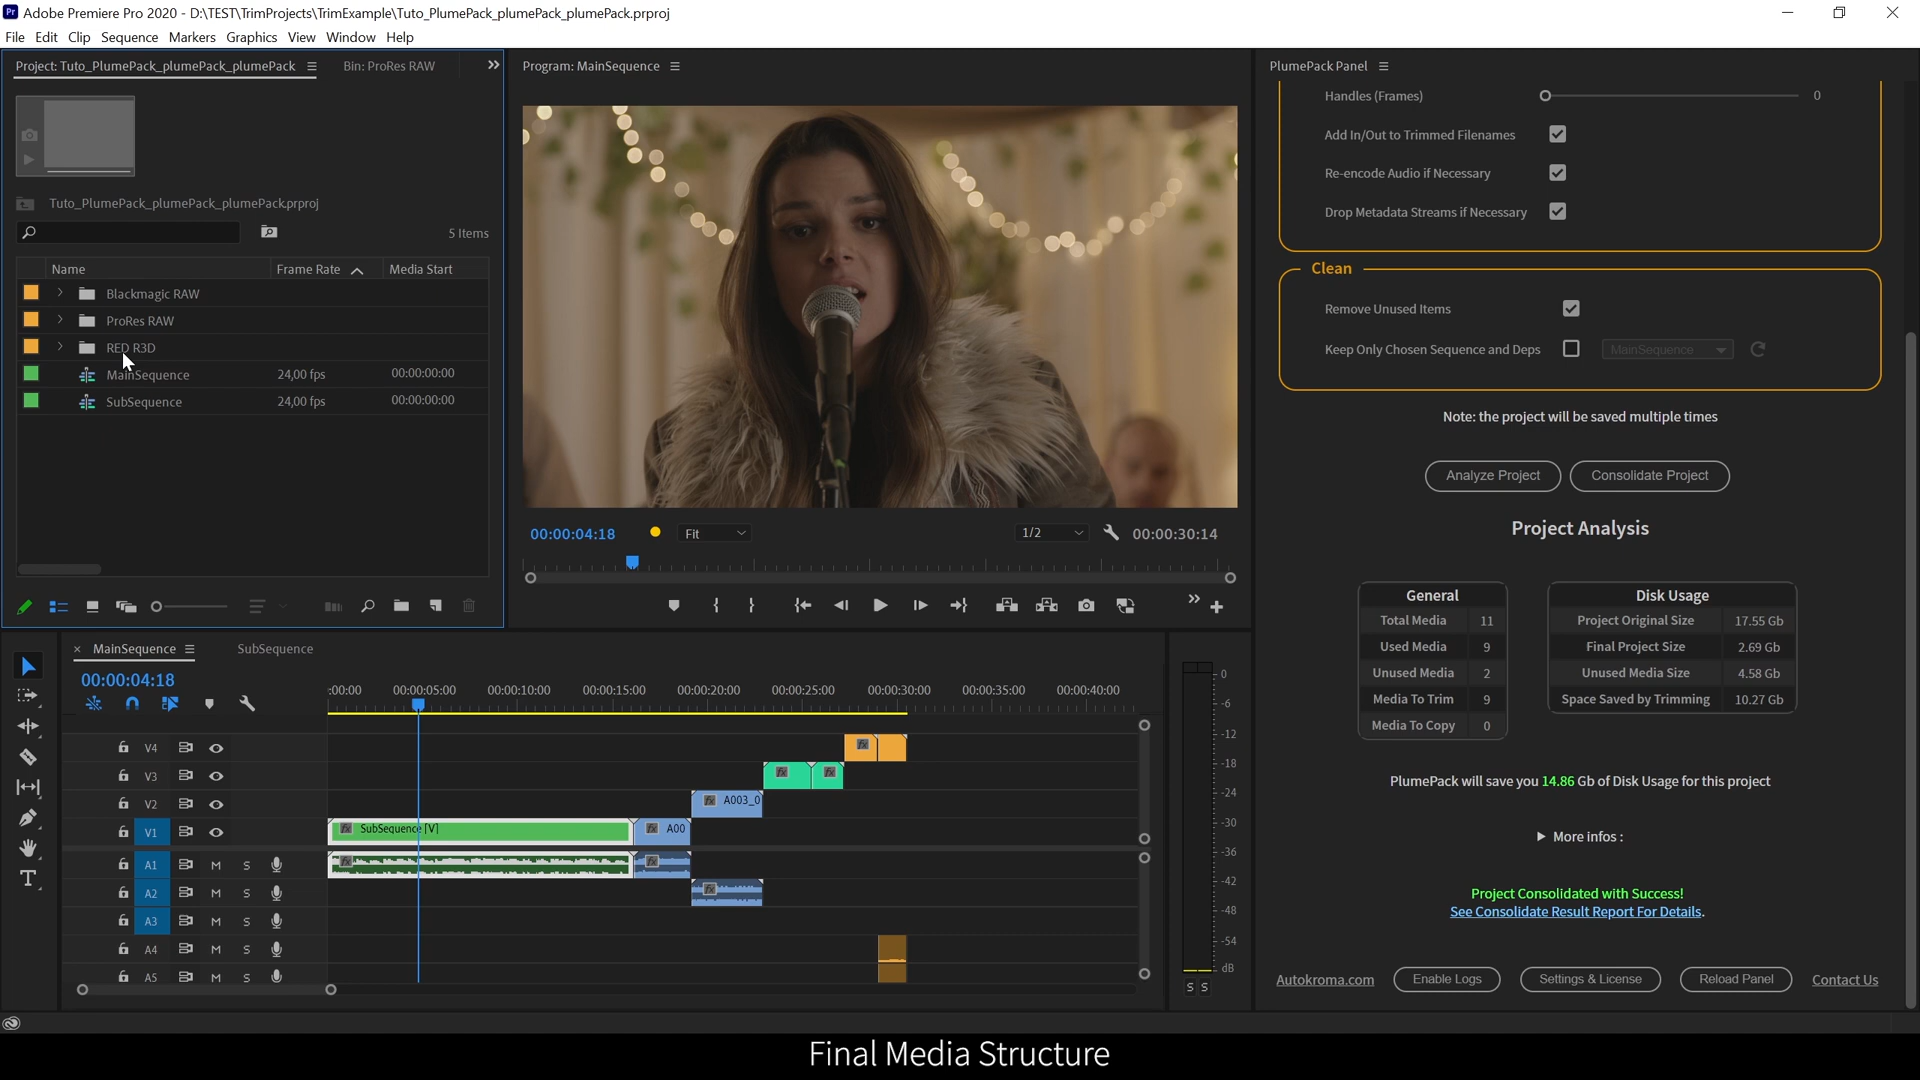 Pr Adobe Premiere Pro 2020 - D:\TEST\TrimProjects\TrimExample\Tuto_PlumePack_plumePack_plumePack.prproj
File Edit Clip Sequence Markers Graphics View Window Help
Project: Tuto_PlumePack_plumePack_plumePack
Bin: ProRes RAW
Tuto_PlumePack_plumePack_plumePack.prproj
5 Items
Name Frame Rate Media Start
Blackmagic RAW
ProRes RAW
RED R3D
MainSequence 24,00 fps 00:00:00:00
SubSequence 24,00 fps 00:00:00:00
Program: MainSequence
00:00:04:18 Fit 1/2 00:00:30:14
PlumePack Panel
Handles (Frames) 0
Add In/Out to Trimmed Filenames
Re-encode Audio if Necessary
Drop Metadata Streams if Necessary
Clean
Remove Unused Items
Keep Only Chosen Sequence and Deps MainSequence
Note: the project will be saved multiple times
Analyze Project Consolidate Project
Project Analysis
General
Total Media 11
Used Media 9
Unused Media 2
Media To Trim 9
Media To Copy 0
Disk Usage
Project Original Size 17.55 Gb
Final Project Size 2.69 Gb
Unused Media Size 4.58 Gb
Space Saved by Trimming 10.27 Gb
PlumePack will save you 14.86 Gb of Disk Usage for this project
More infos :
Project Consolidated with Success!
See Consolidate Result Report For Details.
Autokroma.com Enable Logs Settings & License Reload Panel Contact Us
× MainSequence SubSequence
00:00:04:18
:00:00 00:00:05:00 00:00:10:00 00:00:15:00 00:00:20:00 00:00:25:00 00:00:30:00 00:00:35:00 00:00:40:00
V4 fx
V3 fx fx
V2 fx A003_0
V1 fx SubSequence [V] fx A00
A1 M S fx fx
A2 M S fx
A3 M S
A4 M S
A5 M S
T
0
-6
-12
-18
-24
-30
-36
-42
-48
-54
dB
S S
Final Media Structure